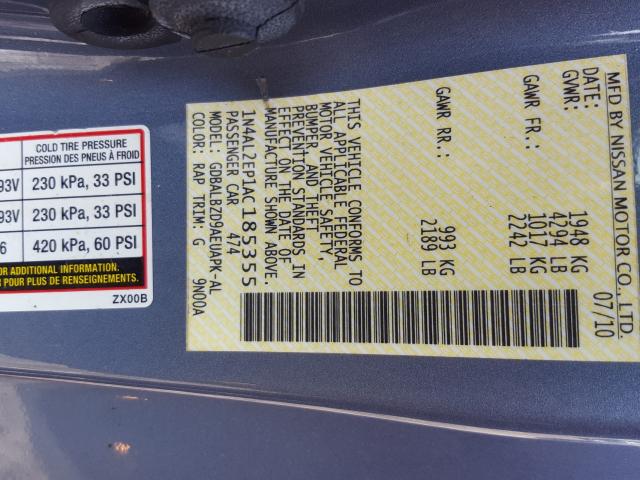 COLD TIRE PRESSURE
PRESSION DES PNEUS À FROID
93V 230 kPa, 33 PSI
93V 230 kPa, 33 PSI
6 420 kPa, 60 PSI
OR ADDITIONAL INFORMATION.
R POUR PLUS DE RENSEIGNEMENTS.
ZX00B
MFD BY NISSAN MOTOR CO., LTD.
DATE: 07/10
GVWR: 1948 KG
4294 LB
GAWR FR.: 1017 KG
2242 LB
GAWR RR.: 993 KG
2189 LB
THIS VEHICLE CONFORMS TO
ALL APPLICABLE FEDERAL
MOTOR VEHICLE SAFETY,
BUMPER, AND THEFT
PREVENTION STANDARDS IN
EFFECT ON THE DATE OF
MANUFACTURE SHOWN ABOVE.
1N4AL2EP1AC185355
PASSENGER CAR 474
MODEL: GDBALBZD9AEUAPK-AL
COLOR: RAP TRIM: G 9N00A